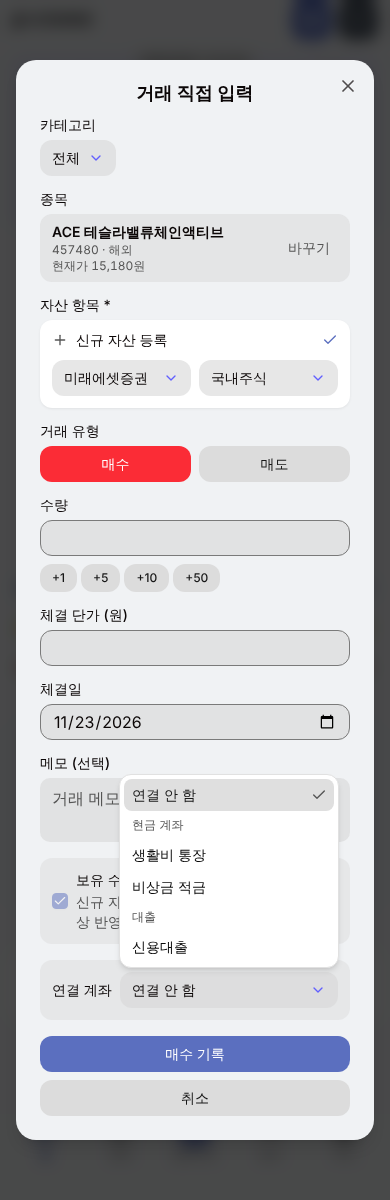 거래 직접 입력
카테고리
전체
종목
ACE 테슬라밸류체인액티브
457480 · 해외
현재가 15,180원
바꾸기
자산 항목 *
신규 자산 등록
미래에셋증권
국내주식
거래 유형
매수
매도
수량
+1
+5
+10
+50
체결 단가 (원)
체결일
11/23/2026
메모 (선택)
거래 메모
연결 안 함
현금 계좌
생활비 통장
비상금 적금
대출
신용대출
보유 수
신규 자
상 반영
연결 계좌
연결 안 함
매수 기록
취소